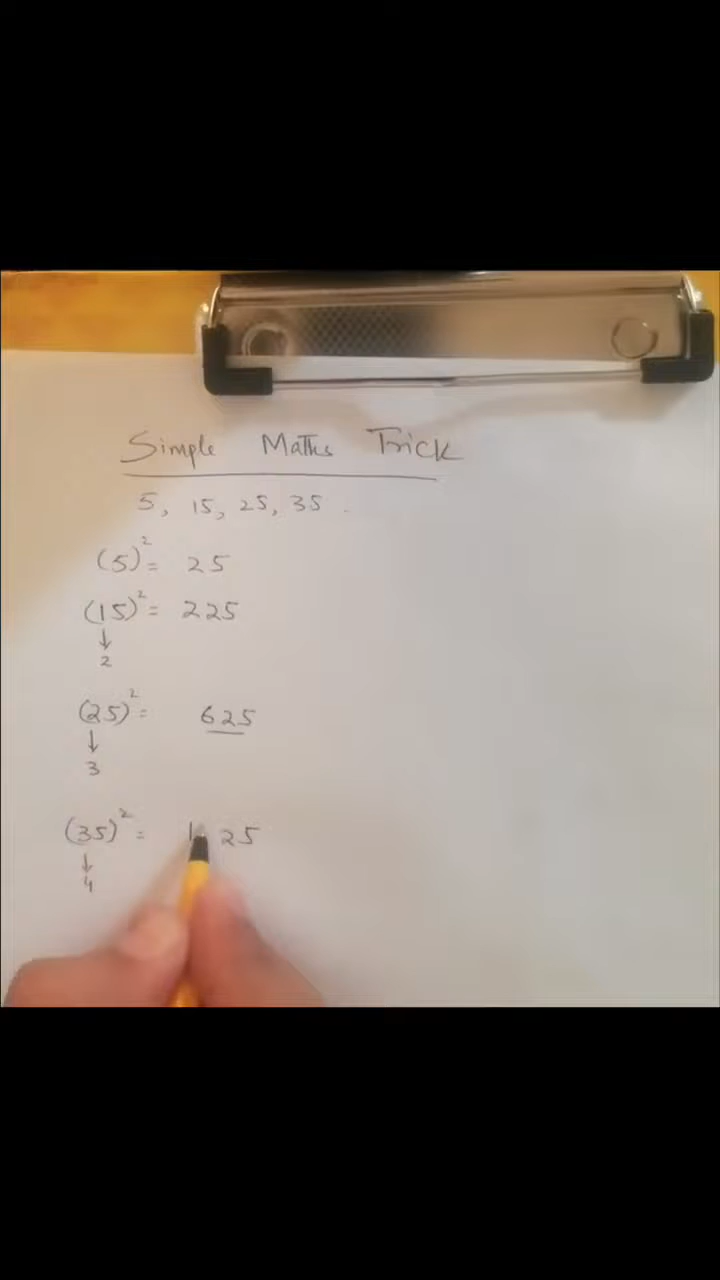 Simple Maths Trick
5, 15, 25, 35.
(5)² = 25
(15)² = 225
↓
2
(25)² = 625
↓
3
(35)² = 1 25
↓
4